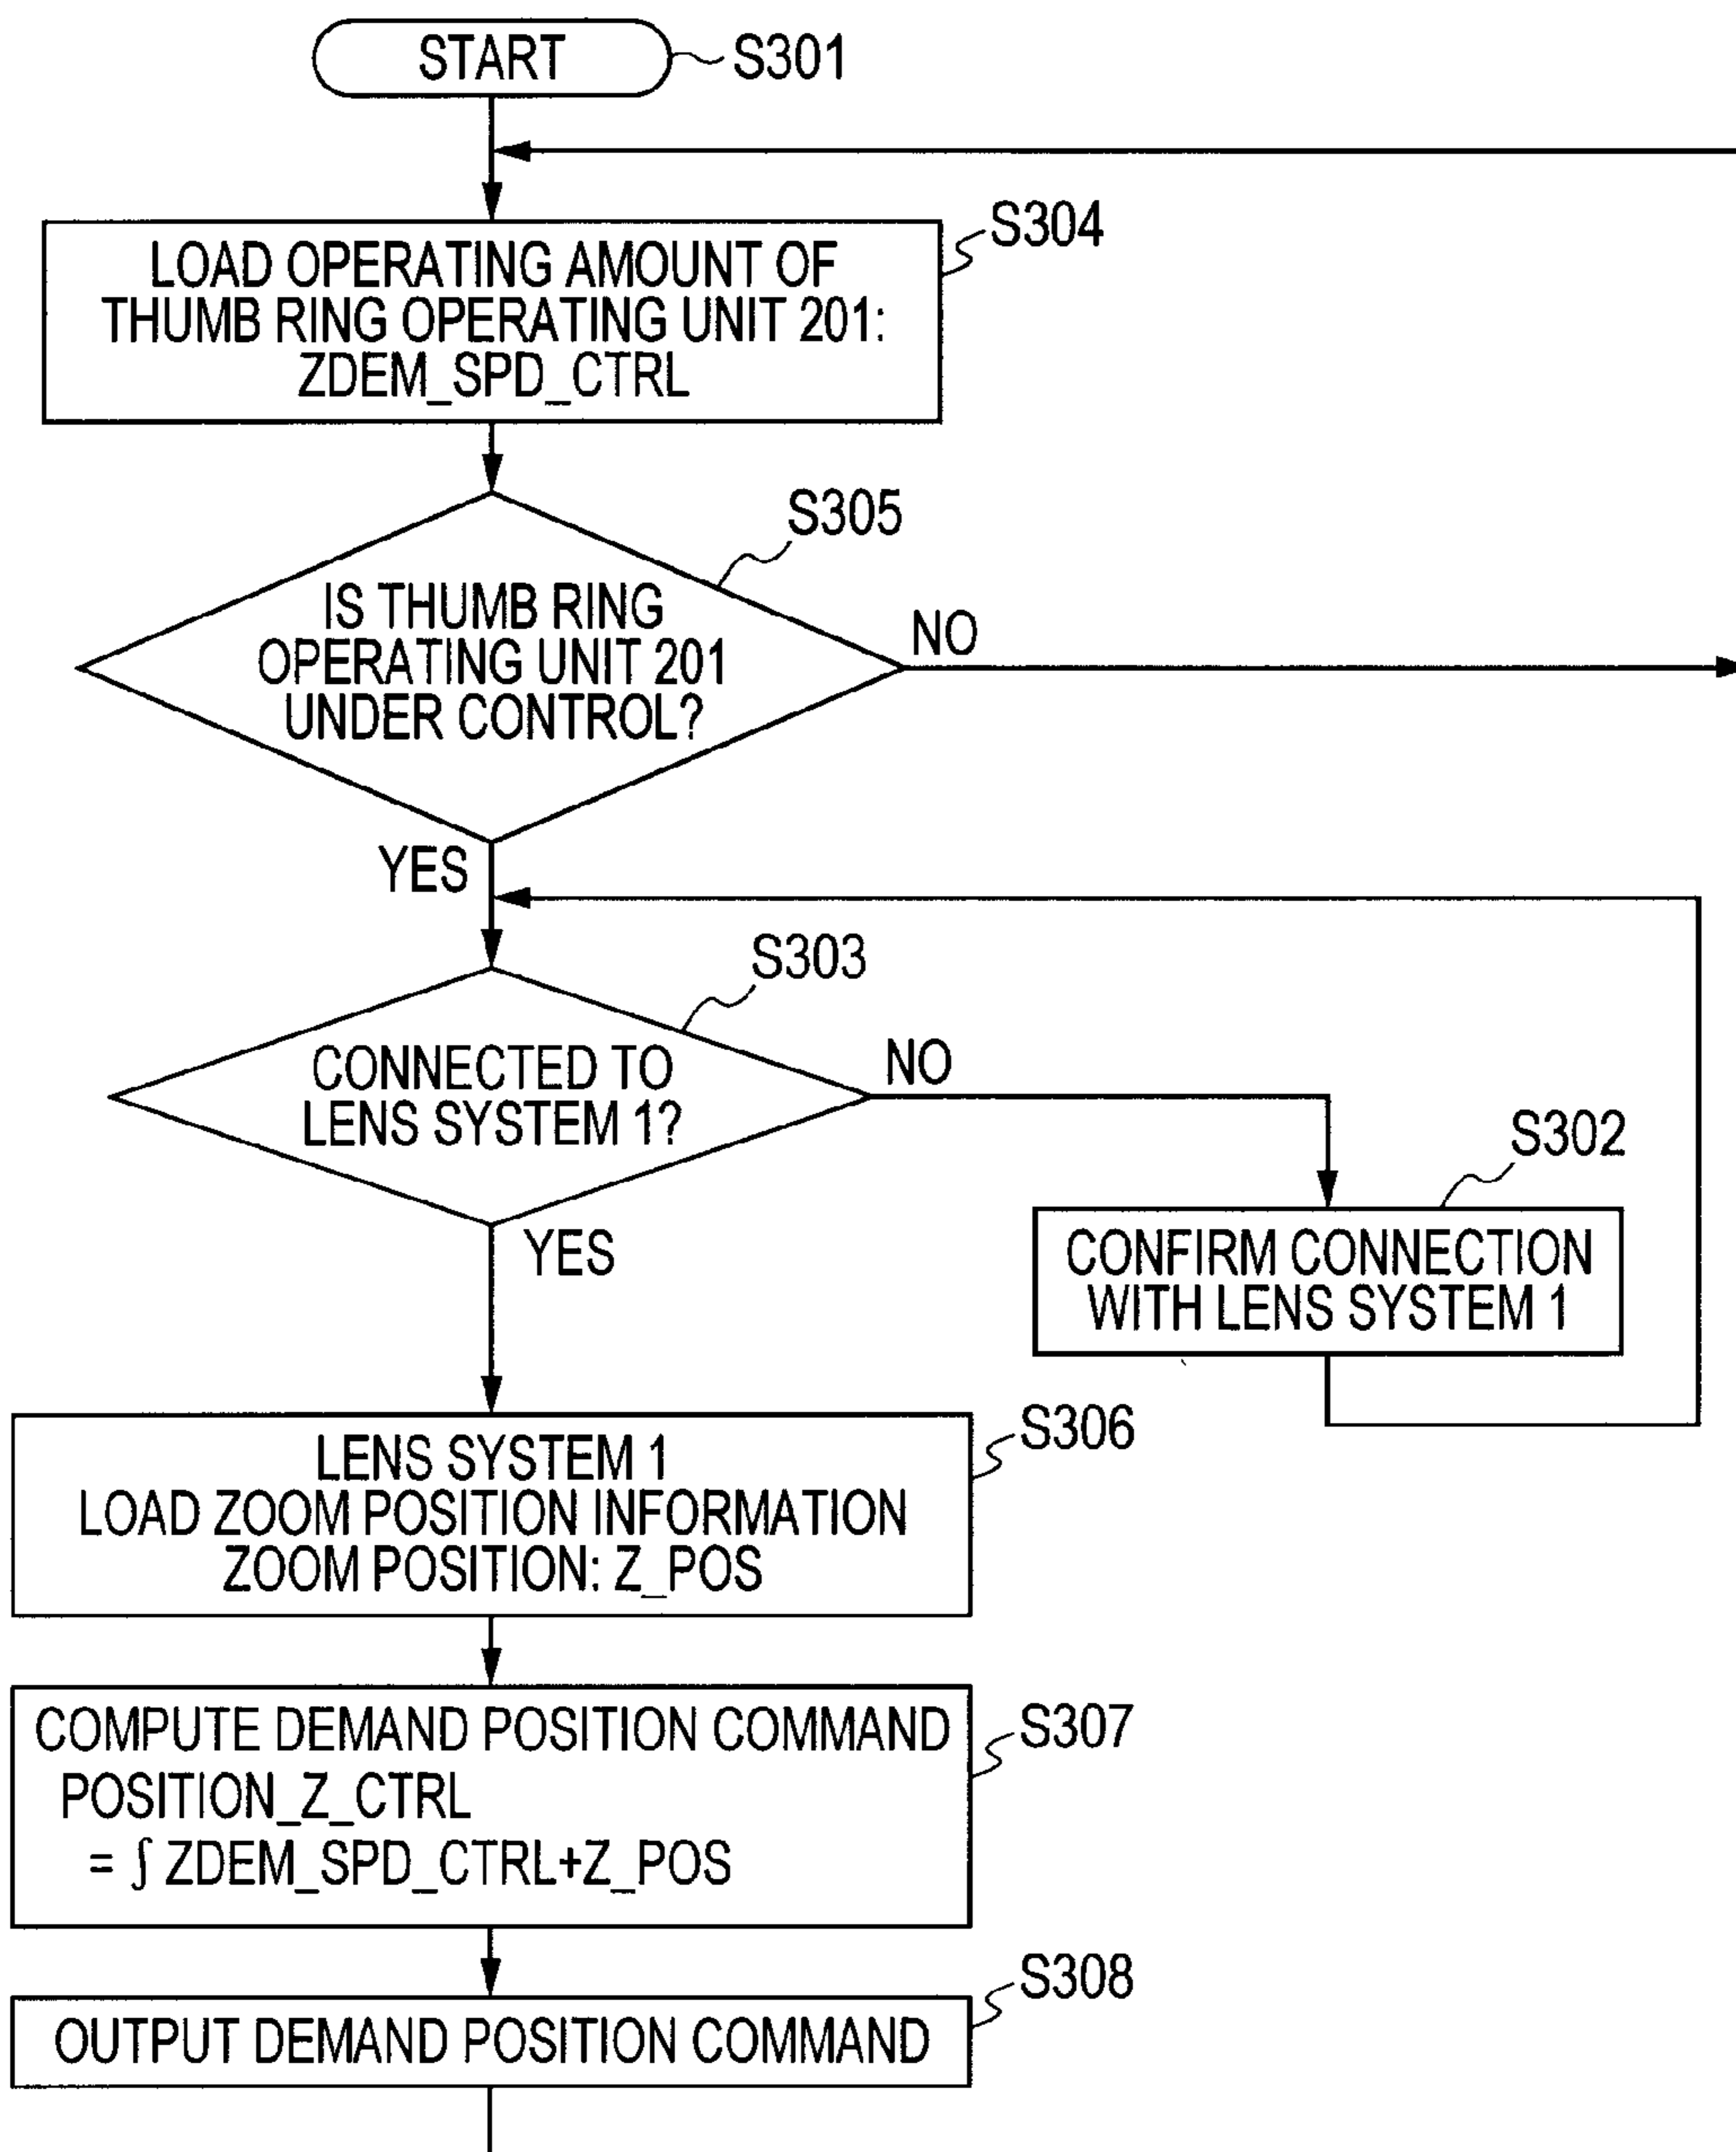 START
S301
S304
LOAD OPERATING AMOUNT OF
THUMB RING OPERATING UNIT 201:
ZDEM_SPD_CTRL
S305
IS THUMB RING
OPERATING UNIT 201
UNDER CONTROL?
NO
YES
S303
CONNECTED TO
LENS SYSTEM 1?
NO
YES
S302
CONFIRM CONNECTION
WITH LENS SYSTEM 1
S306
LENS SYSTEM 1
LOAD ZOOM POSITION INFORMATION
ZOOM POSITION: Z_POS
S307
COMPUTE DEMAND POSITION COMMAND
POSITION_Z_CTRL
= ∫ ZDEM_SPD_CTRL+Z_POS
S308
OUTPUT DEMAND POSITION COMMAND